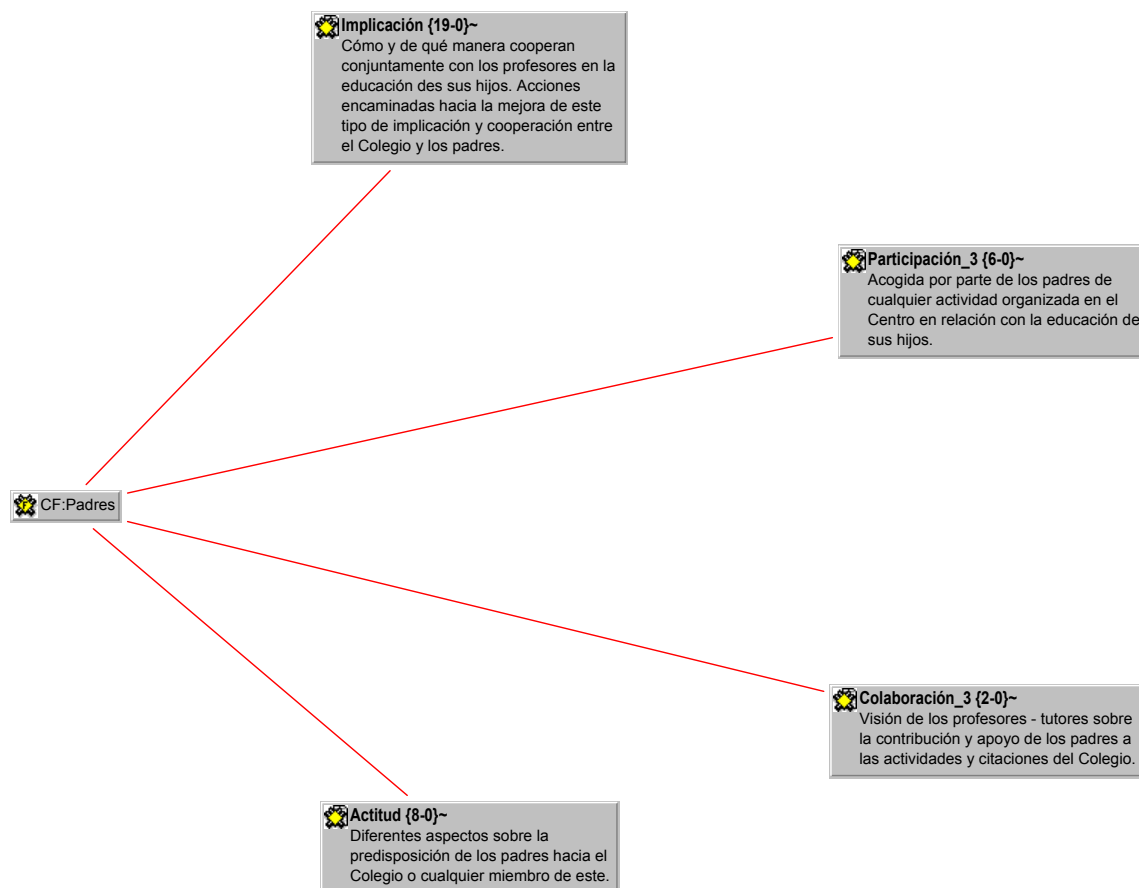 Implicación {19-0}~
Cómo y de qué manera cooperan
conjuntamente con los profesores en la
educación des sus hijos. Acciones
encaminadas hacia la mejora de este
tipo de implicación y cooperación entre
el Colegio y los padres.
Participación_3 {6-0}~
Acogida por parte de los padres de
cualquier actividad organizada en el
Centro en relación con la educación de
sus hijos.
CF:Padres
Colaboración_3 {2-0}~
Visión de los profesores - tutores sobre
la contribución y apoyo de los padres a
las actividades y citaciones del Colegio.
Actitud {8-0}~
Diferentes aspectos sobre la
predisposición de los padres hacia el
Colegio o cualquier miembro de este.